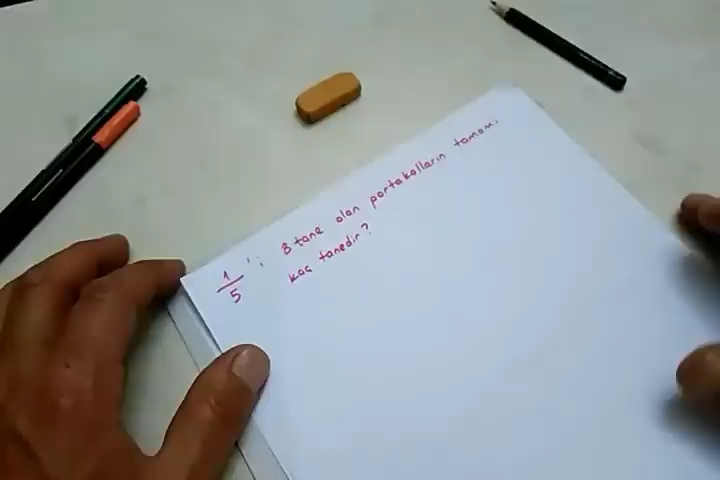 1/5 'i 8 tane olan portakalların tamamı
kaç tanedir?